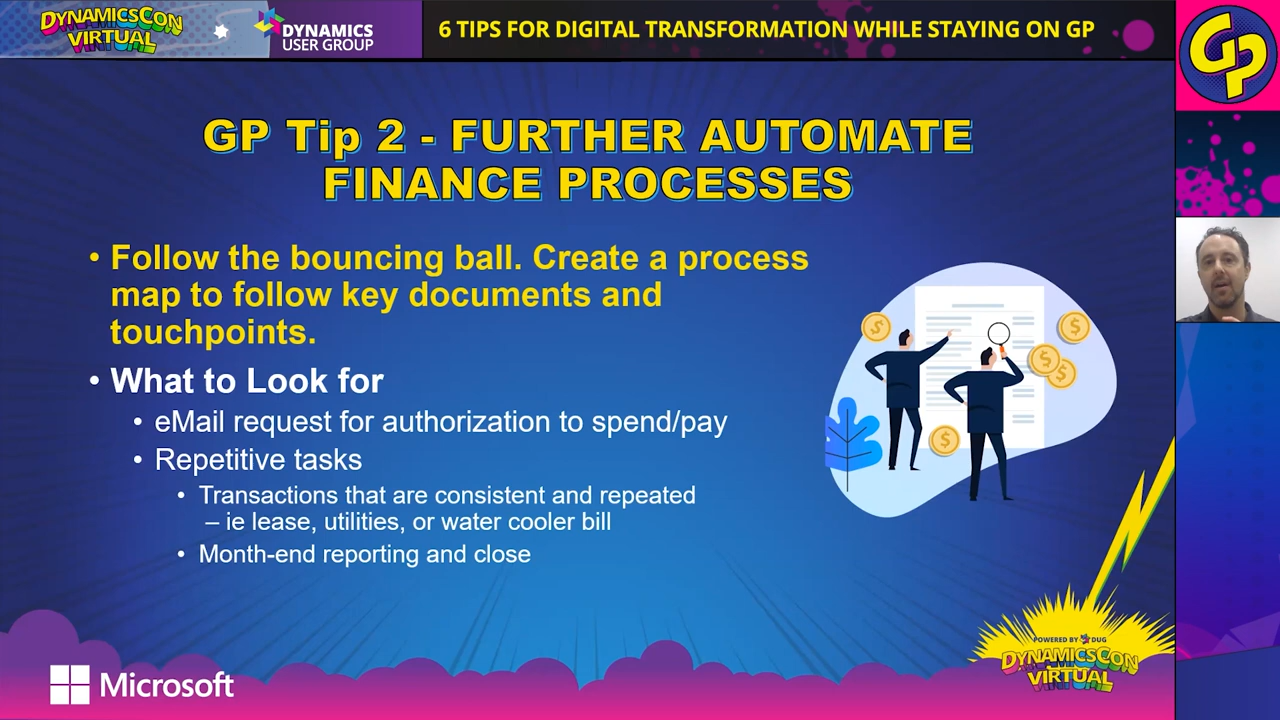 DYNAMICSCON
VIRTUAL
DYNAMICS
USER GROUP
6 TIPS FOR DIGITAL TRANSFORMATION WHILE STAYING ON GP
GP
GP Tip 2 - FURTHER AUTOMATE
FINANCE PROCESSES
• Follow the bouncing ball. Create a process
map to follow key documents and
touchpoints.
• What to Look for
• eMail request for authorization to spend/pay
• Repetitive tasks
• Transactions that are consistent and repeated
– ie lease, utilities, or water cooler bill
• Month-end reporting and close
$
$
$
$
$
Microsoft
POWERED BY DUG
DYNAMICSCON
VIRTUAL